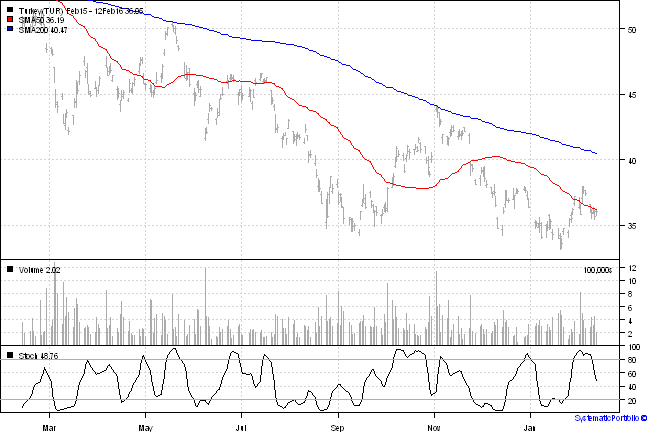 Turkey(TUR) Feb15 - 12Feb16 36.05
SMA50 36.19
SMA200 40.47
50
45
40
35
Volume 2.02
100,000s
12
10
8
6
4
2
Stoch 48.76
100
80
60
40
20
Mar May Jul Sep Nov Jan
SystematicPortfolio ©